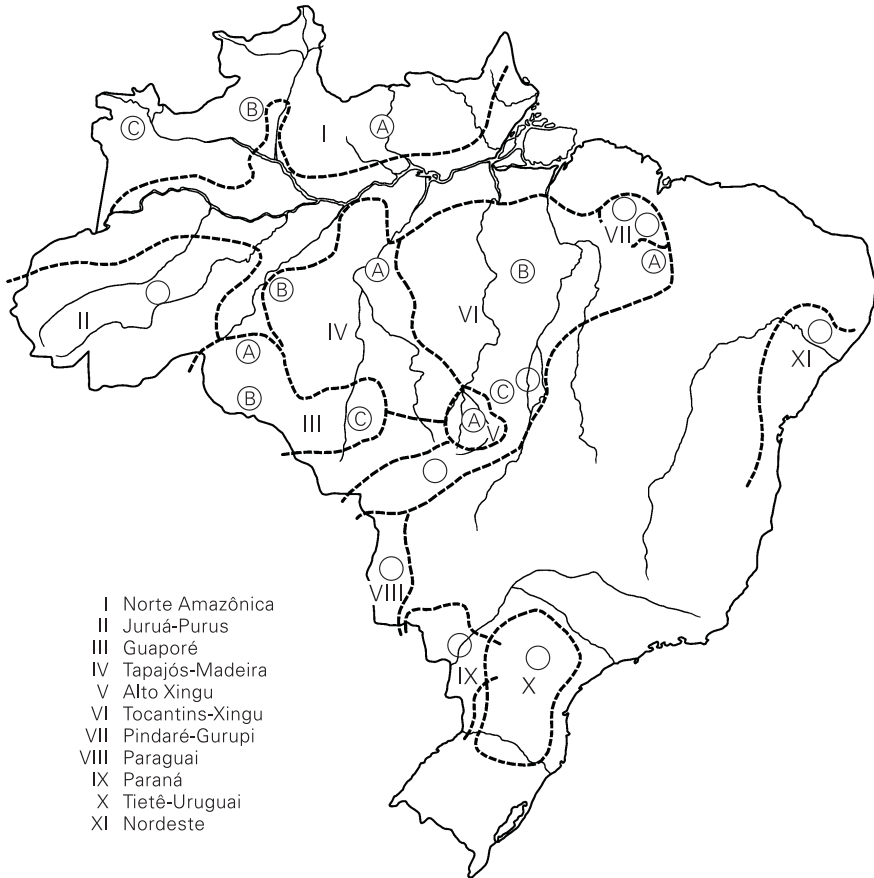 B
C
I
A
VII
A
A
B
B
II
IV
VI
A
XI
B
C
III
C
A
V
VIII
IX
X
I Norte Amazônica
II Juruá-Purus
III Guaporé
IV Tapajós-Madeira
V Alto Xingu
VI Tocantins-Xingu
VII Pindaré-Gurupi
VIII Paraguai
IX Paraná
X Tietê-Uruguai
XI Nordeste